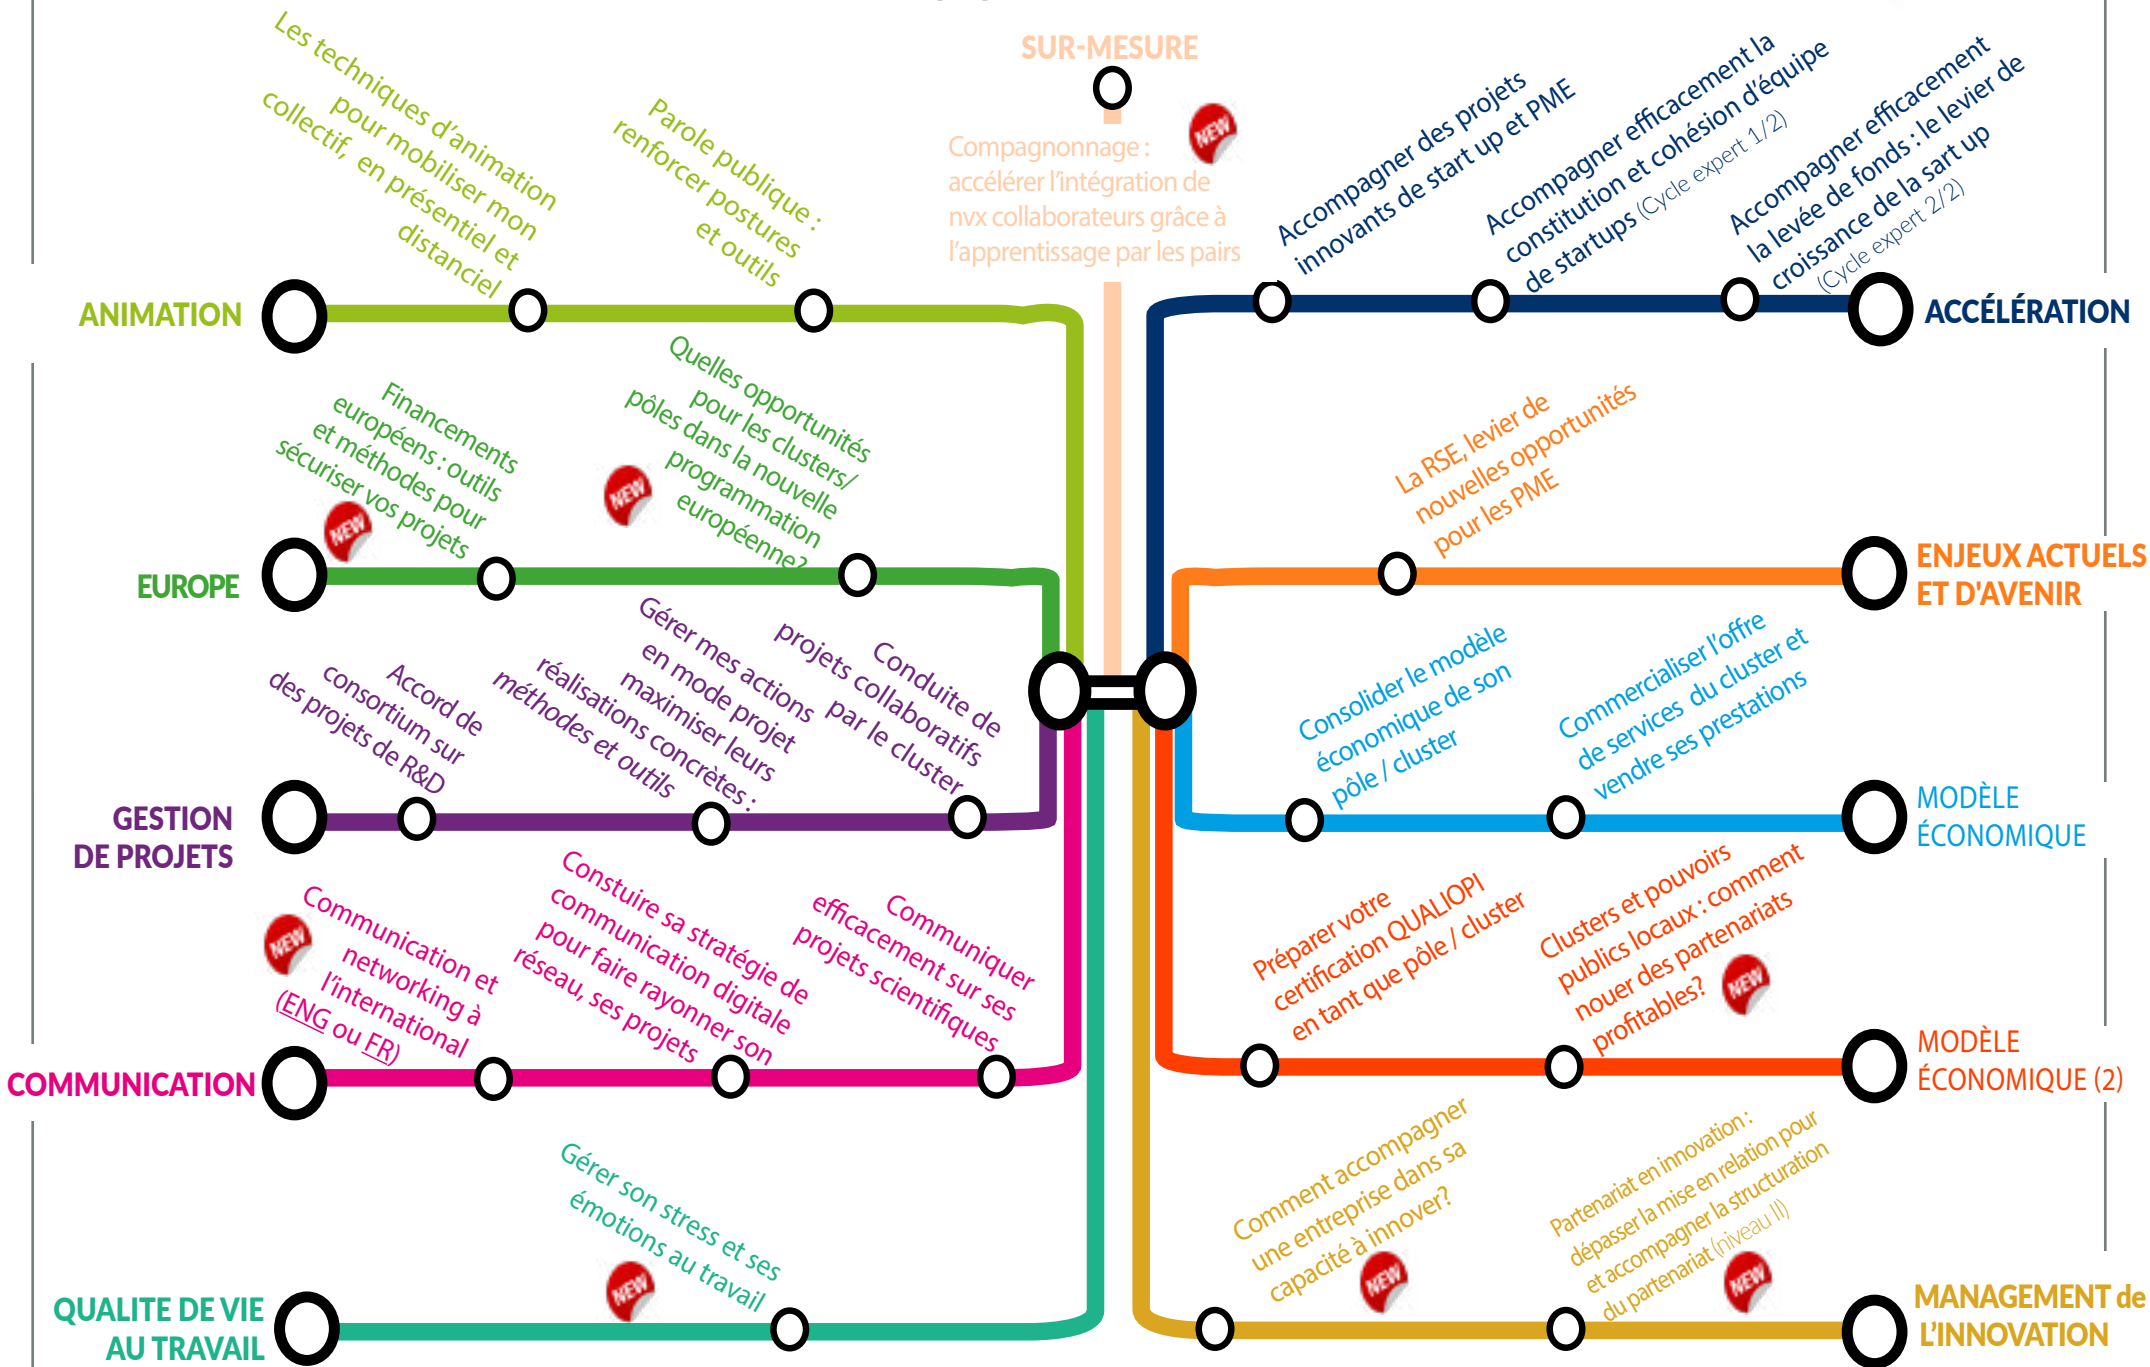 SUR-MESURE
Compagnonnage :
accélérer l'intégration de
nvx collaborateurs grâce à
l'apprentissage par les pairs
NEW
Les techniques d'animation
pour mobiliser mon
collectif, en présentiel et
distanciel
Parole publique :
renforcer postures
et outils
ANIMATION
Accompagner des projets
innovants de start up et PME
Accompagner efficacement la
constitution et cohésion d'équipe
de startups (Cycle expert 1/2)
Accompagner efficacement
la levée de fonds : le levier de
croissance de la sart up
(Cycle expert 2/2)
ACCÉLÉRATION
Financements
européens : outils
et méthodes pour
sécuriser vos projets
NEW
Quelles opportunités
pour les clusters/
pôles dans la nouvelle
programmation
européenne?
NEW
EUROPE
La RSE, levier de
nouvelles opportunités
pour les PME
ENJEUX ACTUELS
ET D'AVENIR
Accord de
consortium sur
des projets de R&D
Gérer mes actions
en mode projet
maximiser leurs
réalisations concrètes :
méthodes et outils
Conduite de
projets collaboratifs
par le cluster
GESTION
DE PROJETS
Consolider le modèle
économique de son
pôle / cluster
Commercialiser l'offre
de services du cluster et
vendre ses prestations
MODÈLE
ÉCONOMIQUE
NEW
Communication et
networking à
l'international
(ENG ou FR)
Constuire sa stratégie de
communication digitale
pour faire rayonner son
réseau, ses projets
Communiquer
efficacement sur ses
projets scientifiques
COMMUNICATION
Préparer votre
certification QUALIOPI
en tant que pôle / cluster
Clusters et pouvoirs
publics locaux : comment
nouer des partenariats
profitables?
NEW
MODÈLE
ÉCONOMIQUE (2)
Gérer son stress et ses
émotions au travail
NEW
QUALITE DE VIE
AU TRAVAIL
Comment accompagner
une entreprise dans sa
capacité à innover?
NEW
Partenariat en innovation :
dépasser la mise en relation pour
et accompagner la structuration
du partenariat (niveau II)
NEW
MANAGEMENT de
L'INNOVATION